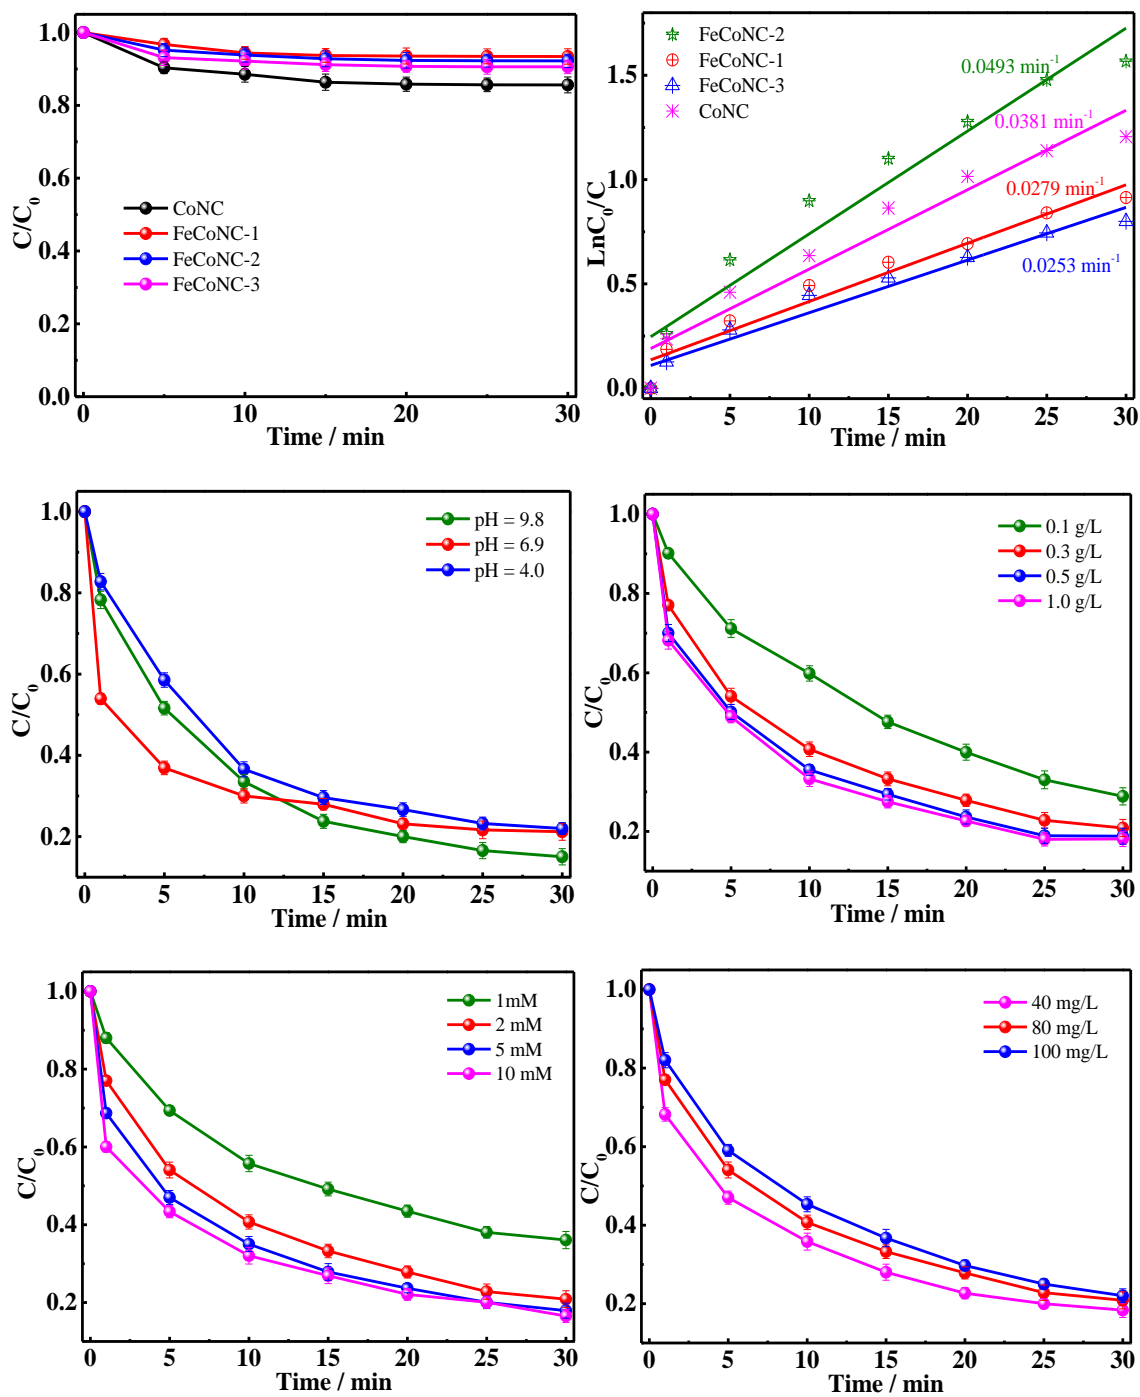 1.0
0.8
0.6
0.4
0.2
0.0
C/C0
CoNC
FeCoNC-1
FeCoNC-2
FeCoNC-3
0 10 20 30
Time / min
1.5
1.0
0.5
0.0
LnC0/C
FeCoNC-2
FeCoNC-1
FeCoNC-3
CoNC
0.0493 min-1
0.0381 min-1
0.0279 min-1
0.0253 min-1
0 5 10 15 20 25 30
Time / min
1.0
0.8
0.6
0.4
0.2
C/C0
pH = 9.8
pH = 6.9
pH = 4.0
0 5 10 15 20 25 30
Time / min
1.0
0.8
0.6
0.4
0.2
C/C0
0.1 g/L
0.3 g/L
0.5 g/L
1.0 g/L
0 5 10 15 20 25 30
Time / min
1.0
0.8
0.6
0.4
0.2
C/C0
1mM
2 mM
5 mM
10 mM
0 5 10 15 20 25 30
Time / min
1.0
0.8
0.6
0.4
0.2
C/C0
40 mg/L
80 mg/L
100 mg/L
0 5 10 15 20 25 30
Time / min